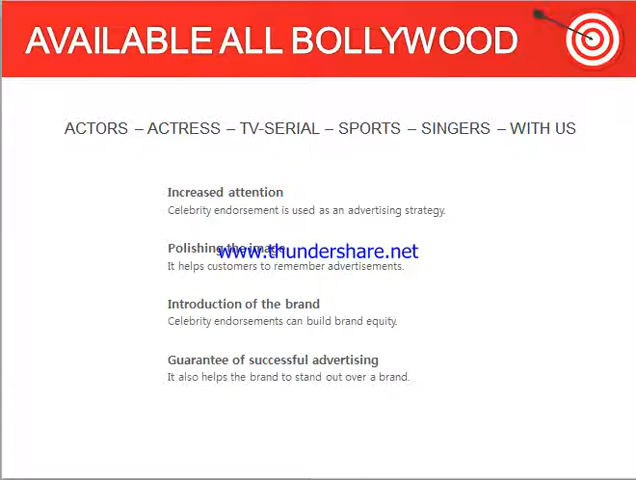 AVAILABLE ALL BOLLYWOOD
ACTORS – ACTRESS – TV-SERIAL – SPORTS – SINGERS – WITH US
Increased attention
Celebrity endorsement is used as an advertising strategy.
Polishing the image
www.thundershare.net
It helps customers to remember advertisements.
Introduction of the brand
Celebrity endorsements can build brand equity.
Guarantee of successful advertising
It also helps the brand to stand out over a brand.